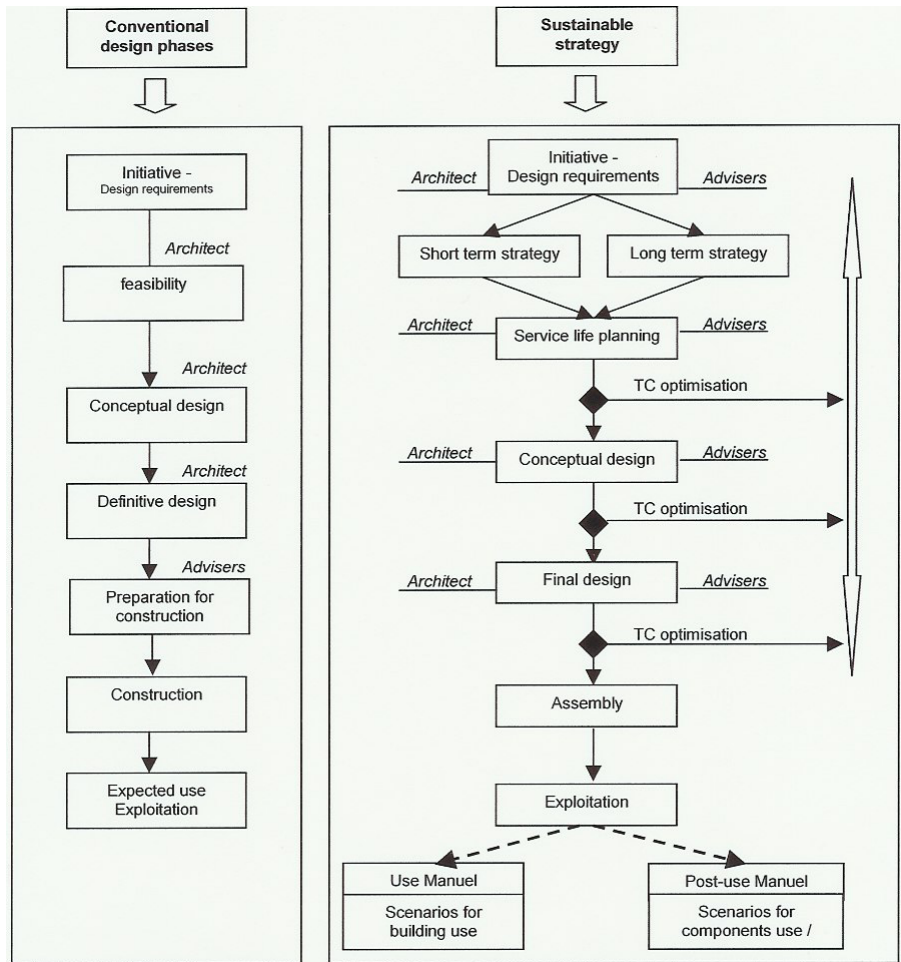 Conventional
design phases
Initiative -
Design requirements
Architect
feasibility
Architect
Conceptual design
Architect
Definitive design
Advisers
Preparation for
construction
Construction
Expected use
Exploitation
Sustainable
strategy
Architect
Initiative -
Design requirements
Advisers
Short term strategy
Long term strategy
Architect
Service life planning
Advisers
TC optimisation
Architect
Conceptual design
Advisers
TC optimisation
Architect
Final design
Advisers
TC optimisation
Assembly
Exploitation
Use Manuel
Scenarios for
building use
Post-use Manuel
Scenarios for
components use /